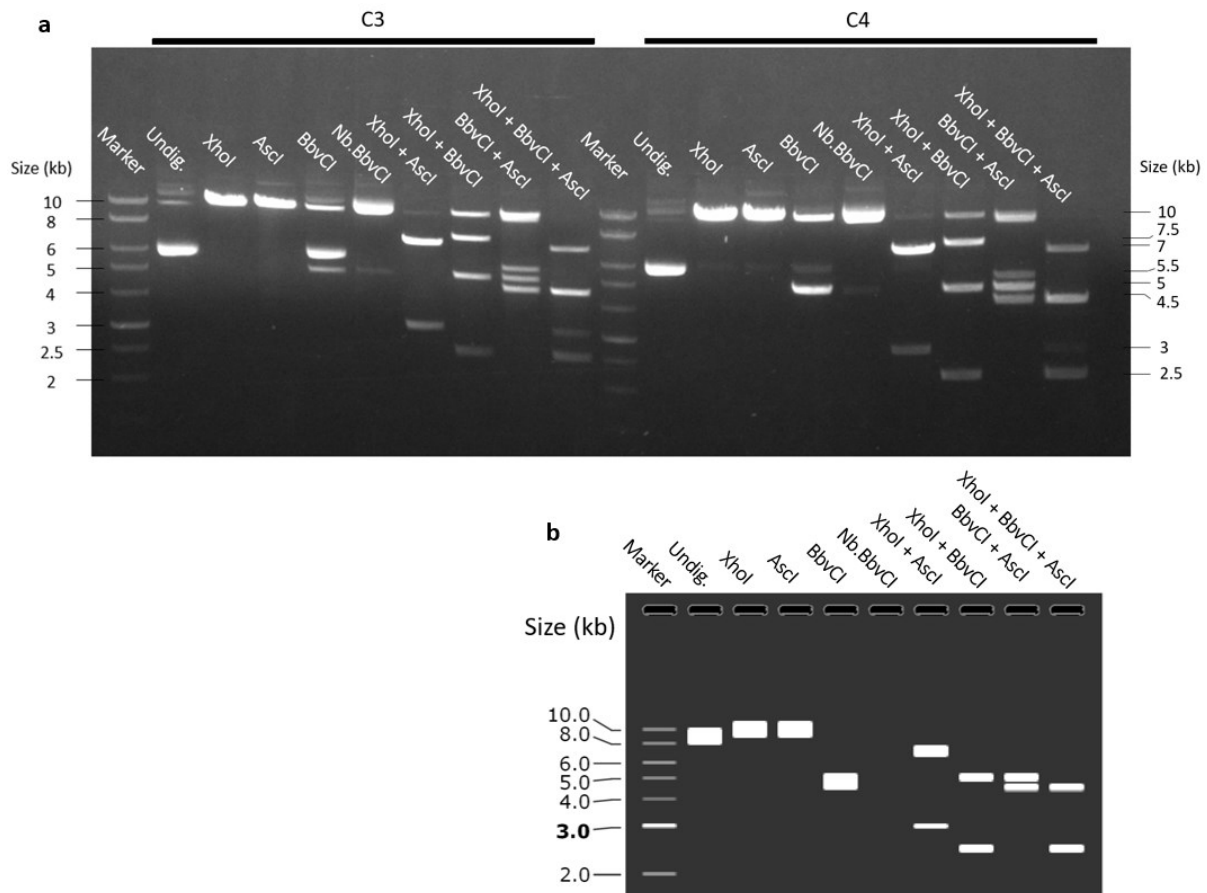 a
C3
C4
Marker
Undig.
XhoI
AscI
BbvCI
Nb.BbvCI
XhoI + AscI
XhoI + BbvCI
BbvCI + AscI
XhoI + BbvCI + AscI
Marker
Undig.
XhoI
AscI
BbvCI
Nb.BbvCI
XhoI + AscI
XhoI + BbvCI
BbvCI + AscI
XhoI + BbvCI + AscI
Size (kb)
10
8
6
5
4
3
2.5
2
Size (kb)
10
7.5
7
5.5
5
4.5
3
2.5
b
Marker
Undig.
XhoI
AscI
BbvCI
Nb.BbvCI
XhoI + AscI
XhoI + BbvCI
BbvCI + AscI
XhoI + BbvCI + AscI
Size (kb)
10.0
8.0
6.0
5.0
4.0
3.0
2.0